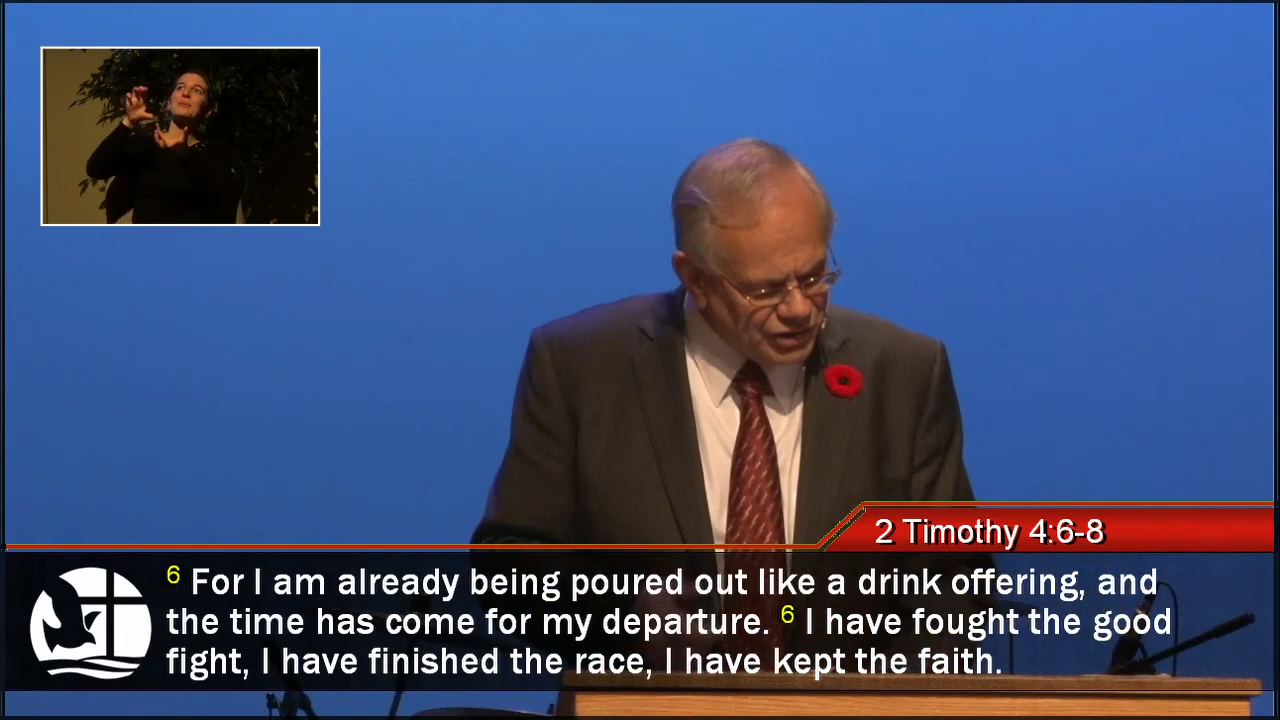 2 Timothy 4:6-8
6 For I am already being poured out like a drink offering, and
the time has come for my departure. 6 I have fought the good
fight, I have finished the race, I have kept the faith.